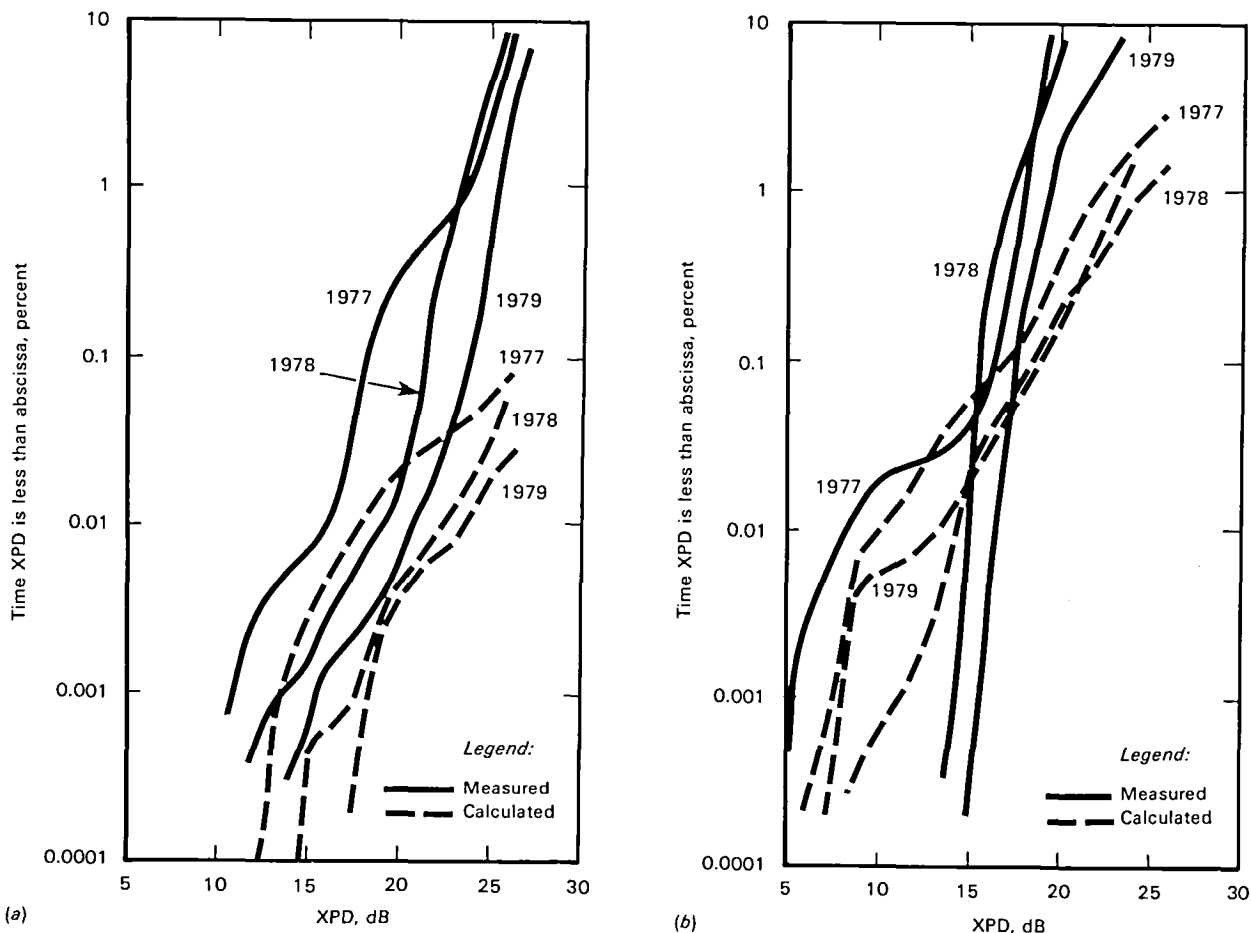 Time XPD is less than abscissa, percent
10
1
0.1
0.01
0.001
0.0001
1977
1978
1979
1977
1978
1979
Legend:
Measured
Calculated
5 10 15 20 25 30
XPD, dB
(a)
Time XPD is less than abscissa, percent
10
1
0.1
0.01
0.001
0.0001
1979
1977
1978
1978
1977
1979
Legend:
Measured
Calculated
5 10 15 20 25 30
XPD, dB
(b)